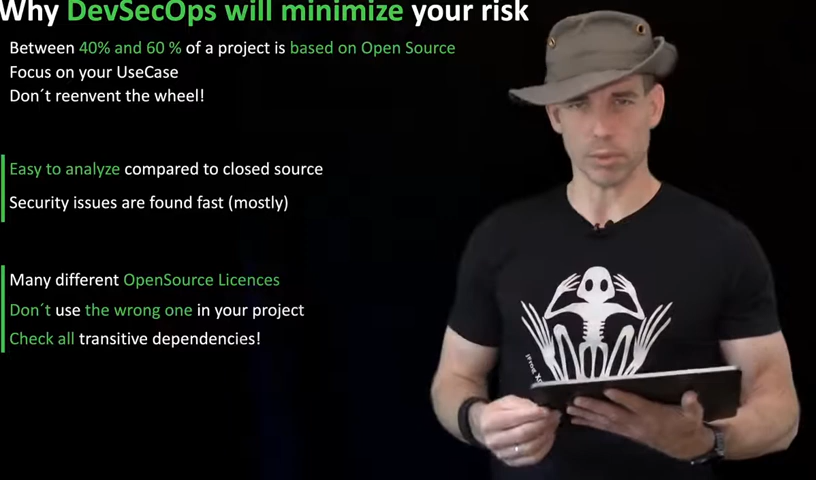 Why DevSecOps will minimize your risk
Between 40% and 60 % of a project is based on Open Source
Focus on your UseCase
Don´t reenvent the wheel!
Easy to analyze compared to closed source
Security issues are found fast (mostly)
Many different OpenSource Licences
Don´t use the wrong one in your project
Check all transitive dependencies!